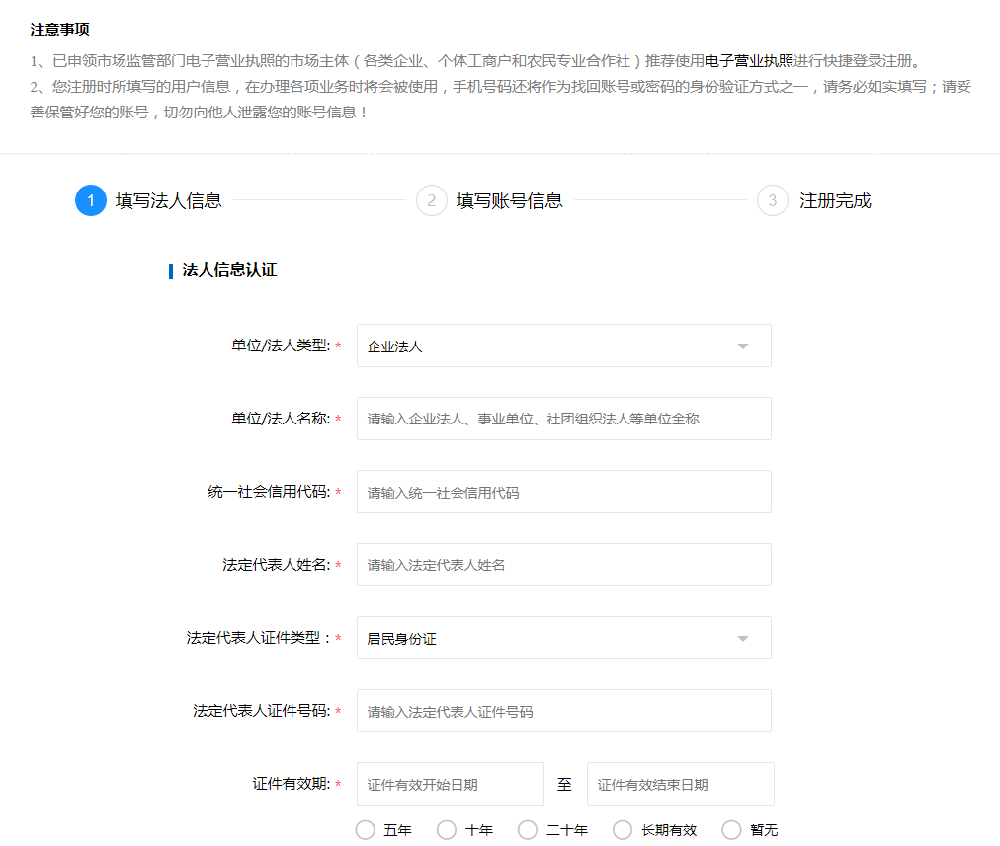 注意事项
1、已申领市场监管部门电子营业执照的市场主体（各类企业、个体工商户和农民专业合作社）推荐使用电子营业执照进行快捷登录注册。
2、您注册时所填写的用户信息，在办理各项业务时将会被使用，手机号码还将作为找回账号或密码的身份验证方式之一，请务必如实填写；请妥
善保管好您的账号，切勿向他人泄露您的账号信息！
1 填写法人信息 2 填写账号信息 3 注册完成
法人信息认证
单位/法人类型: * 企业法人
单位/法人名称: * 请输入企业法人、事业单位、社团组织法人等单位全称
统一社会信用代码: * 请输入统一社会信用代码
法定代表人姓名: * 请输入法定代表人姓名
法定代表人证件类型：* 居民身份证
法定代表人证件号码: * 请输入法定代表人证件号码
证件有效期: * 证件有效开始日期 至 证件有效结束日期
五年 十年 二十年 长期有效 暂无